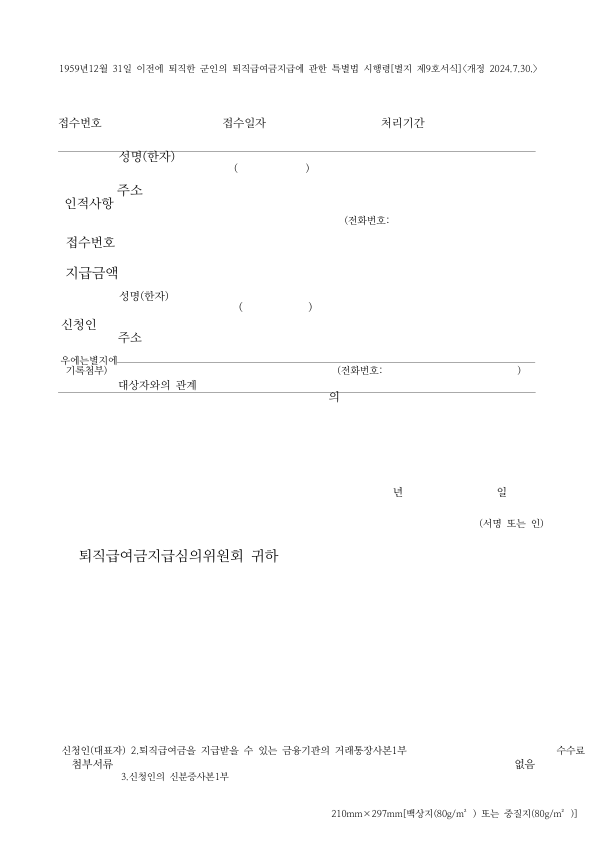 1959년12월 31일 이전에 퇴직한 군인의 퇴직급여금지급에 관한 특별법 시행령[별지 제9호서식]<개정 2024.7.30.>
접수번호 접수일자 처리기간
성명(한자)
( )
주소
인적사항
(전화번호:
접수번호
지급금액
성명(한자)
( )
신청인
주소
우에는별지에
기록첨부) (전화번호: )
대상자와의 관계
의
년 일
(서명 또는 인)
퇴직급여금지급심의위원회 귀하
신청인(대표자) 2.퇴직급여금을 지급받을 수 있는 금융기관의 거래통장사본1부 수수료
첨부서류 없음
3.신청인의 신분증사본1부
210mm×297mm[백상지(80g/㎡ ) 또는 중질지(80g/㎡ )]